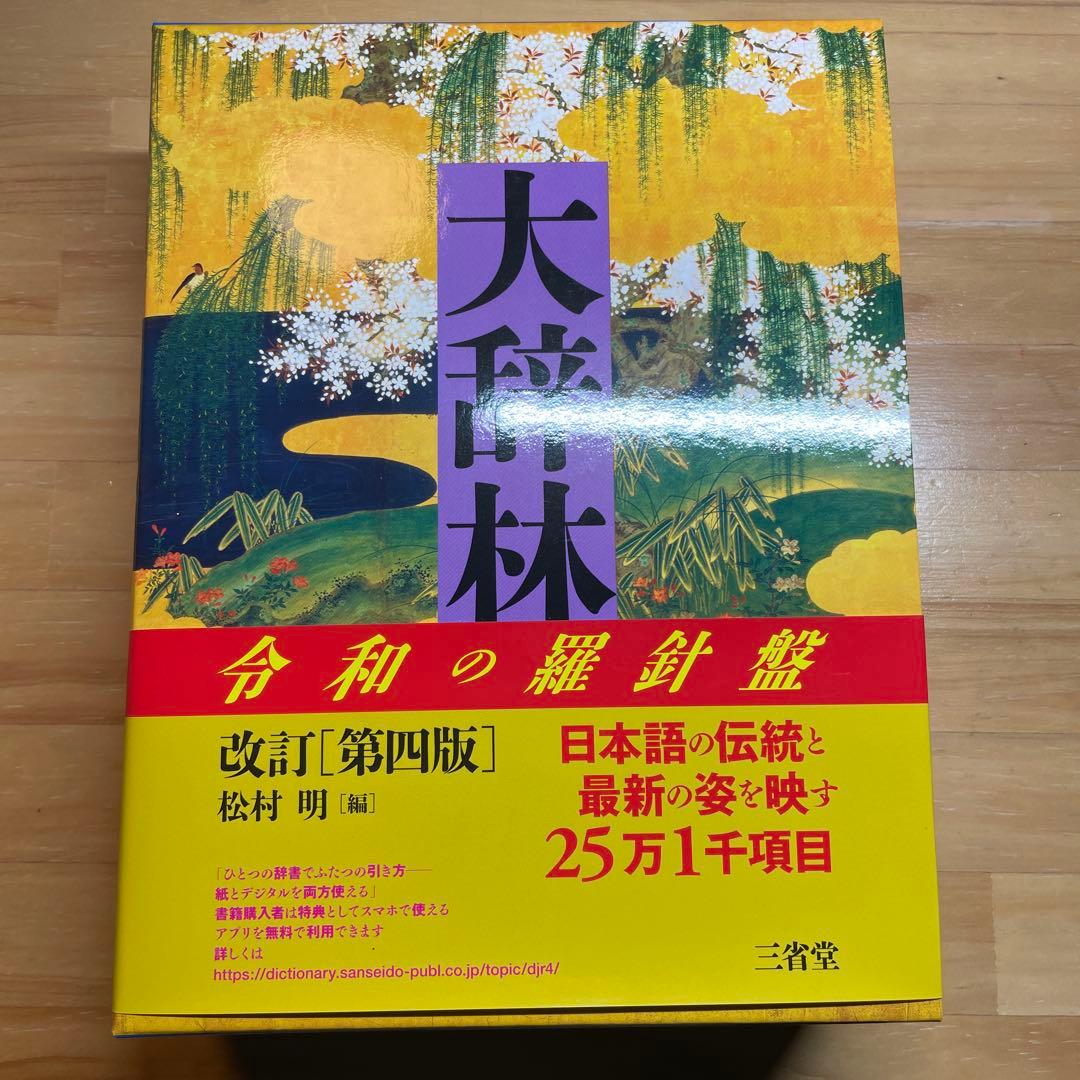 大辞林
令和の羅針盤
改訂[第四版]
松村 明[編]
日本語の伝統と
最新の姿を映す
25万1千項目
「ひとつの辞書でふたつの引き方――
紙とデジタルを両方使える」
書籍購入者は特典としてスマホで使える
アプリを無料で利用できます
詳しくは
https://dictionary.sanseido-publ.co.jp/topic/djr4/
三省堂